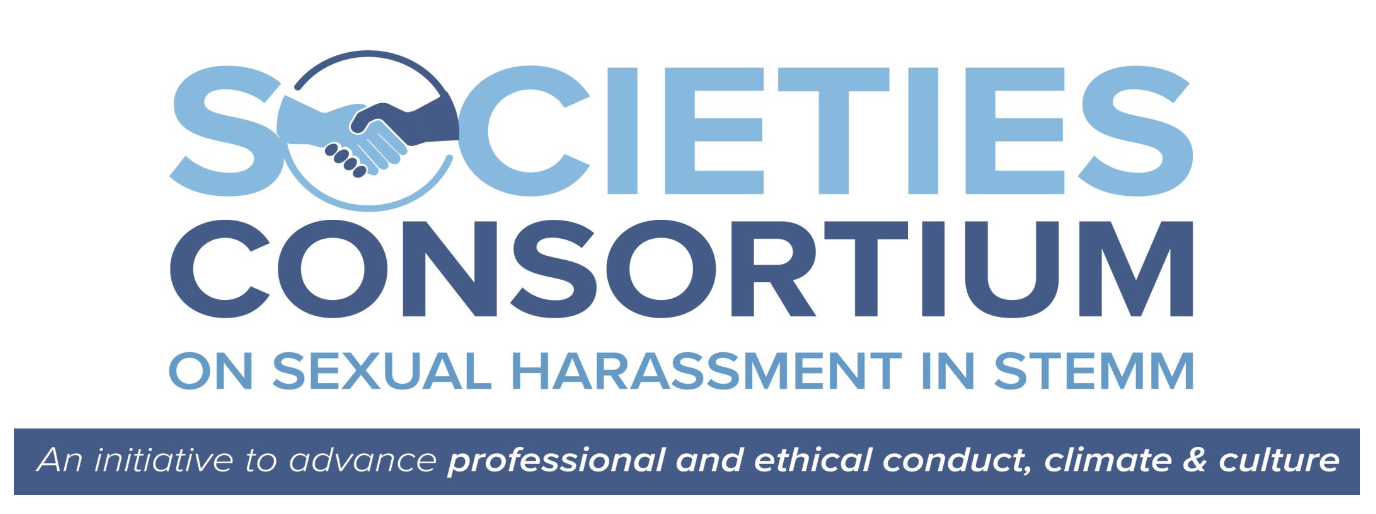 SOCIETIES
CONSORTIUM
ON SEXUAL HARASSMENT IN STEMM
An initiative to advance professional and ethical conduct, climate & culture